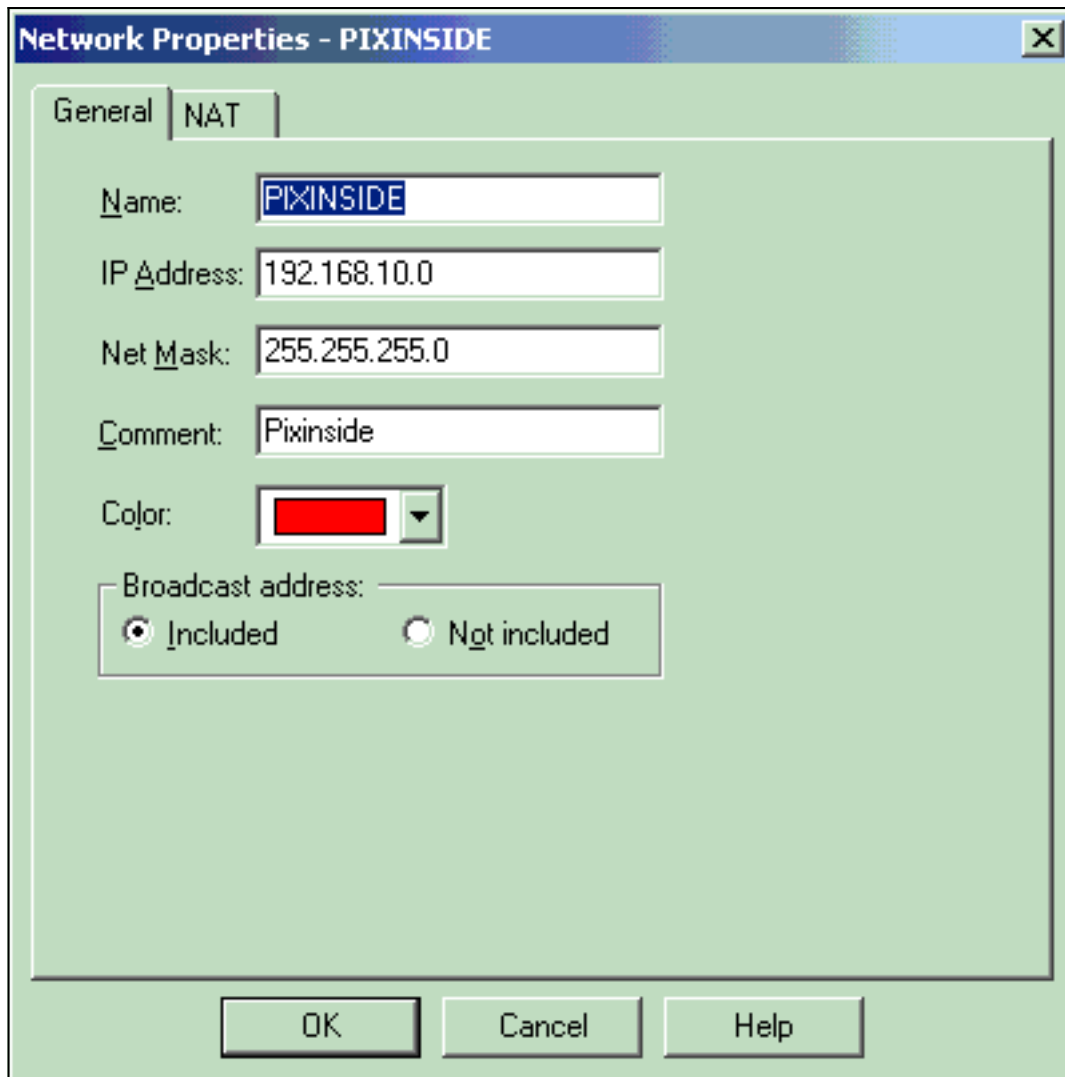 Network Properties - PIXINSIDE
General NAT
Name: PIXINSIDE
IP Address: 192.168.10.0
Net Mask: 255.255.255.0
Comment: Pixinside
Color:
Broadcast address:
Included Not included
OK Cancel Help